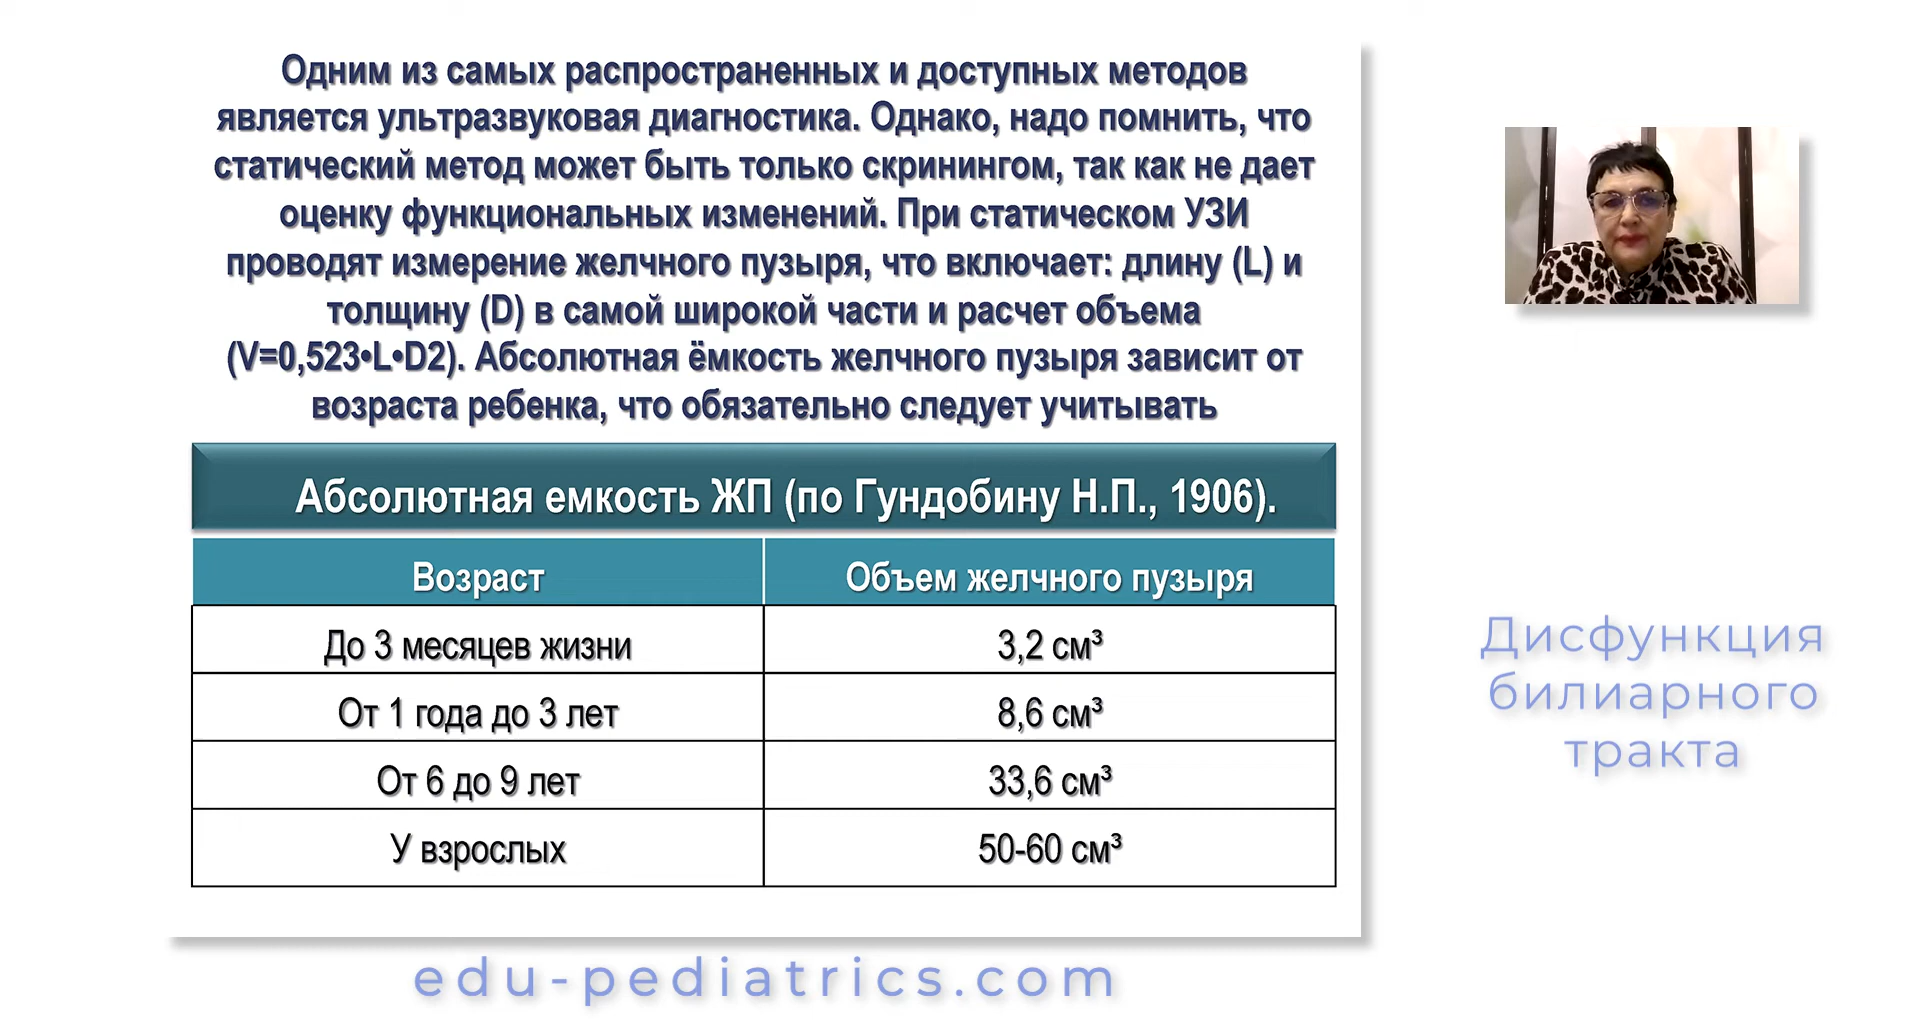 Одним из самых распространенных и доступных методов
является ультразвуковая диагностика. Однако, надо помнить, что
статический метод может быть только скринингом, так как не дает
оценку функциональных изменений. При статическом УЗИ
проводят измерение желчного пузыря, что включает: длину (L) и
толщину (D) в самой широкой части и расчет объема
(V=0,523•L•D2). Абсолютная ёмкость желчного пузыря зависит от
возраста ребенка, что обязательно следует учитывать
Абсолютная емкость ЖП (по Гундобину Н.П., 1906).
Возраст Объем желчного пузыря
До 3 месяцев жизни 3,2 см³
От 1 года до 3 лет 8,6 см³
От 6 до 9 лет 33,6 см³
У взрослых 50-60 см³
Дисфункция
билиарного
тракта
edu-pediatrics.com